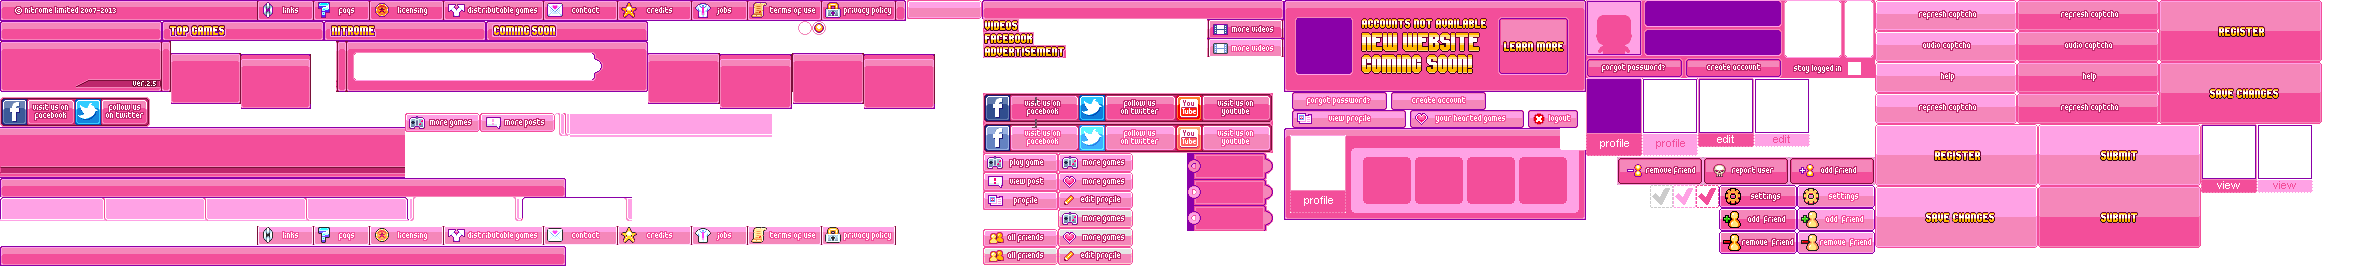 © nitrome limited 2007-2013
links
faqs
licensing
distributable games
contact
credits
jobs
terms of use
privacy policy
TOP GAMES
NITROME
COMING SOON
ver.2.5
visit us on
facebook
follow us
on twitter
more games
more posts
links
faqs
licensing
distributable games
contact
credits
jobs
terms of use
privacy policy
VIDEOS
FACEBOOK
ADVERTISEMENT
more videos
more videos
visit us on
facebook
follow us
on twitter
You
Tube
visit us on
youtube
visit us on
facebook
follow us
on twitter
You
Tube
visit us on
youtube
play game
more games
view post
more games
profile
edit profile
more games
all friends
more games
all friends
edit profile
ACCOUNTS NOT AVAILABLE
NEW WEBSITE
COMING SOON!
LEARN MORE
forgot password?
create account
view profile
your hearted games
logout
profile
forgot password?
create account
stay logged in
profile
profile
edit
edit
remove friend
report user
add friend
settings
settings
add friend
add friend
remove friend
remove friend
refresh captcha
refresh captcha
audio captcha
audio captcha
help
help
refresh captcha
refresh captcha
REGISTER
SAVE CHANGES
REGISTER
SUBMIT
SAVE CHANGES
SUBMIT
view
view